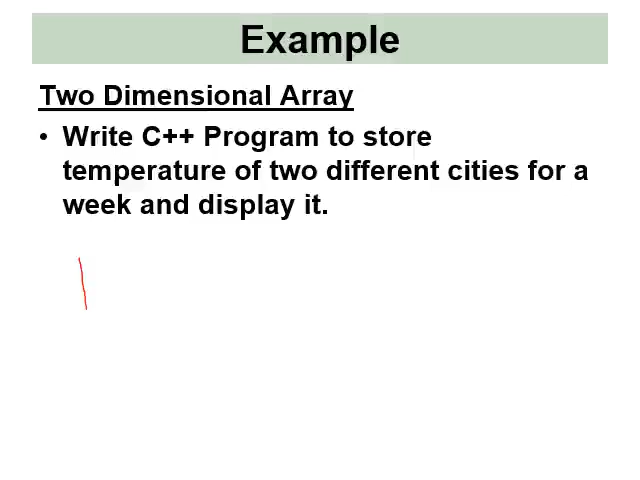 Example
Two Dimensional Array
• Write C++ Program to store
temperature of two different cities for a
week and display it.